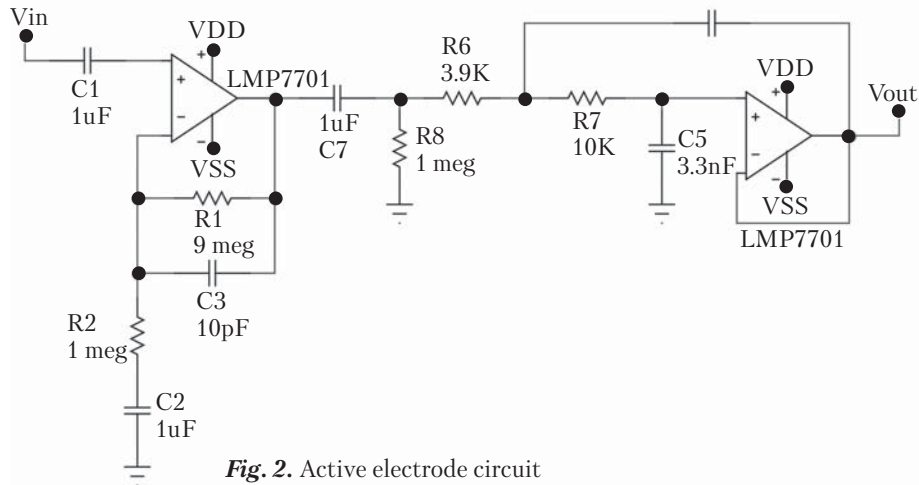 Vin
C1
1uF
VDD
+
+
−
−
VSS
LMP7701
R1
9 meg
C3
10pF
R2
1 meg
C2
1uF
1uF
C7
R8
1 meg
R6
3.9K
R7
10K
C5
3.3nF
VDD
+
+
−
−
VSS
LMP7701
Vout
Fig. 2. Active electrode circuit